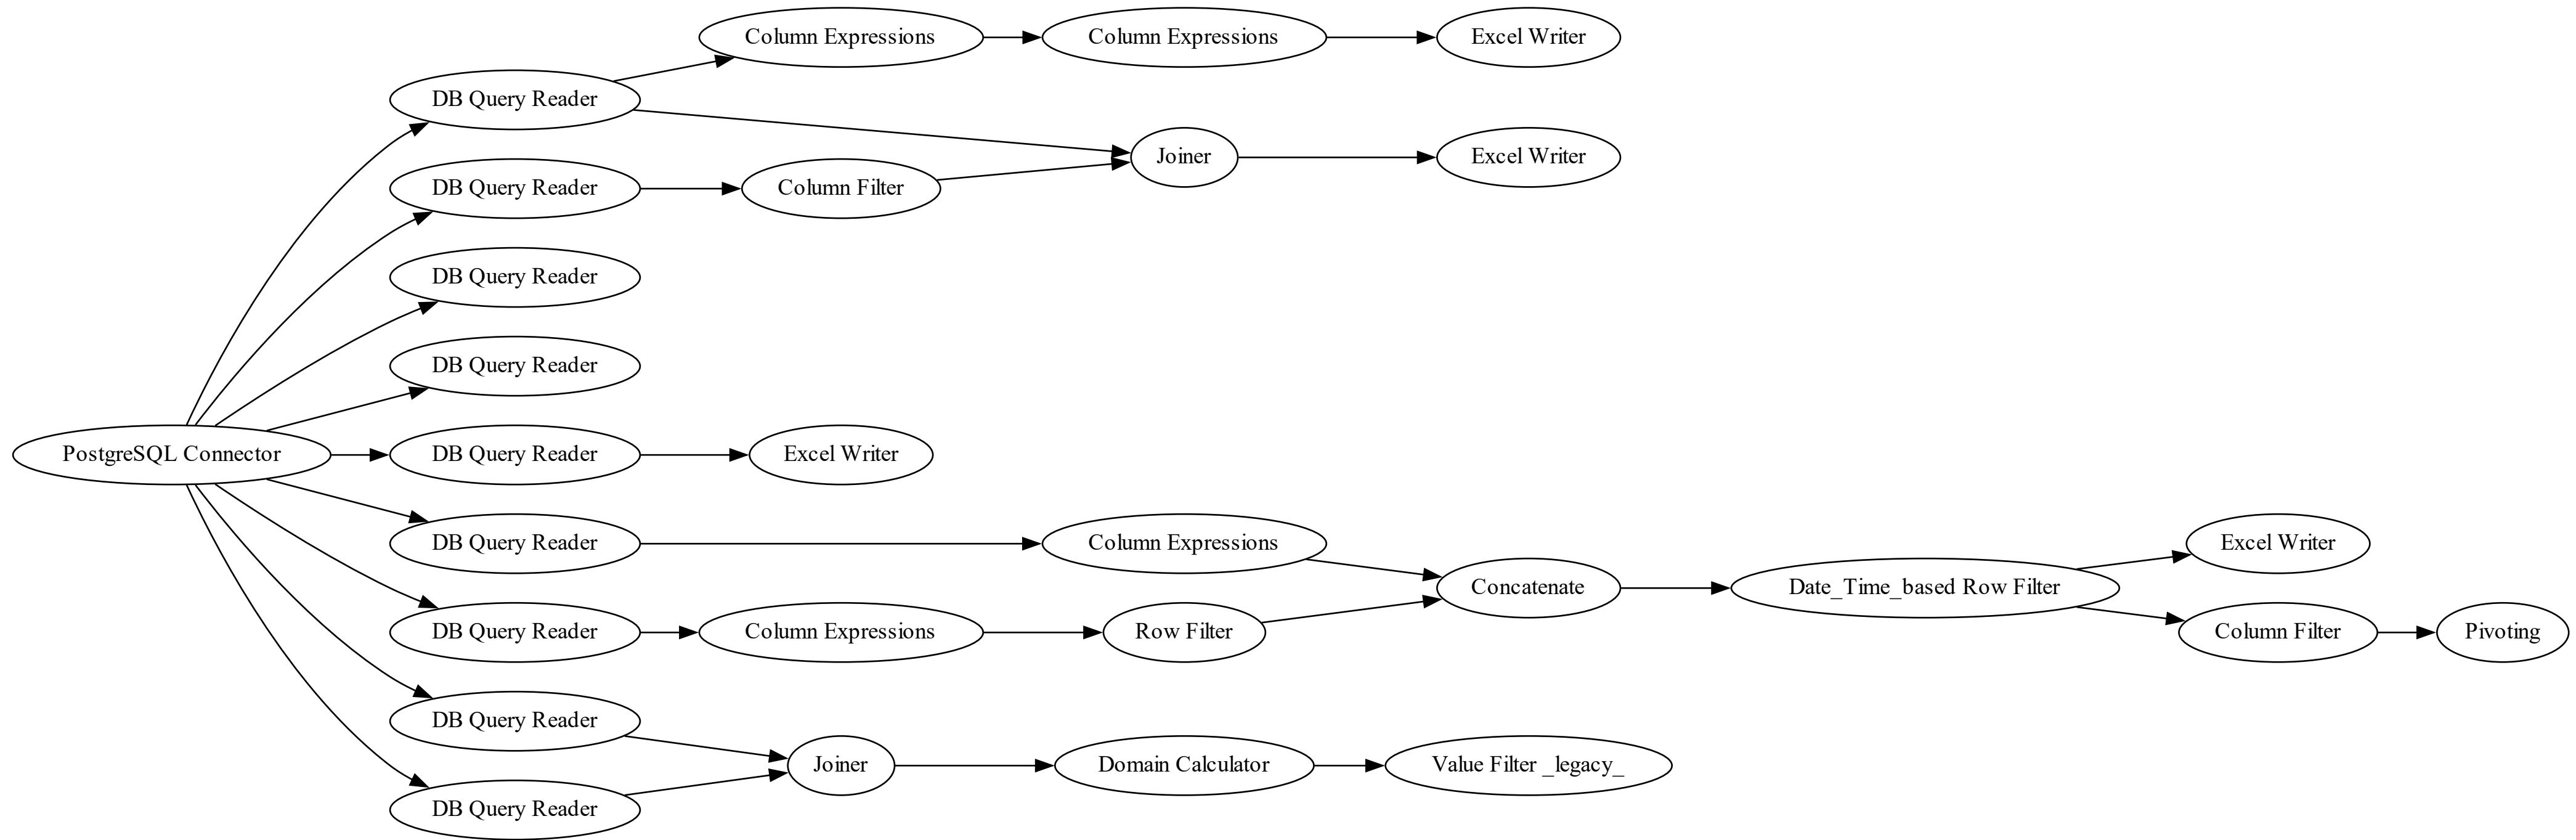 Column Expressions
Column Expressions
Excel Writer
DB Query Reader
Joiner
Excel Writer
DB Query Reader
Column Filter
DB Query Reader
DB Query Reader
PostgreSQL Connector
DB Query Reader
Excel Writer
DB Query Reader
Column Expressions
Excel Writer
Concatenate
Date_Time_based Row Filter
DB Query Reader
Column Expressions
Row Filter
Column Filter
Pivoting
DB Query Reader
Joiner
Domain Calculator
Value Filter _legacy_
DB Query Reader